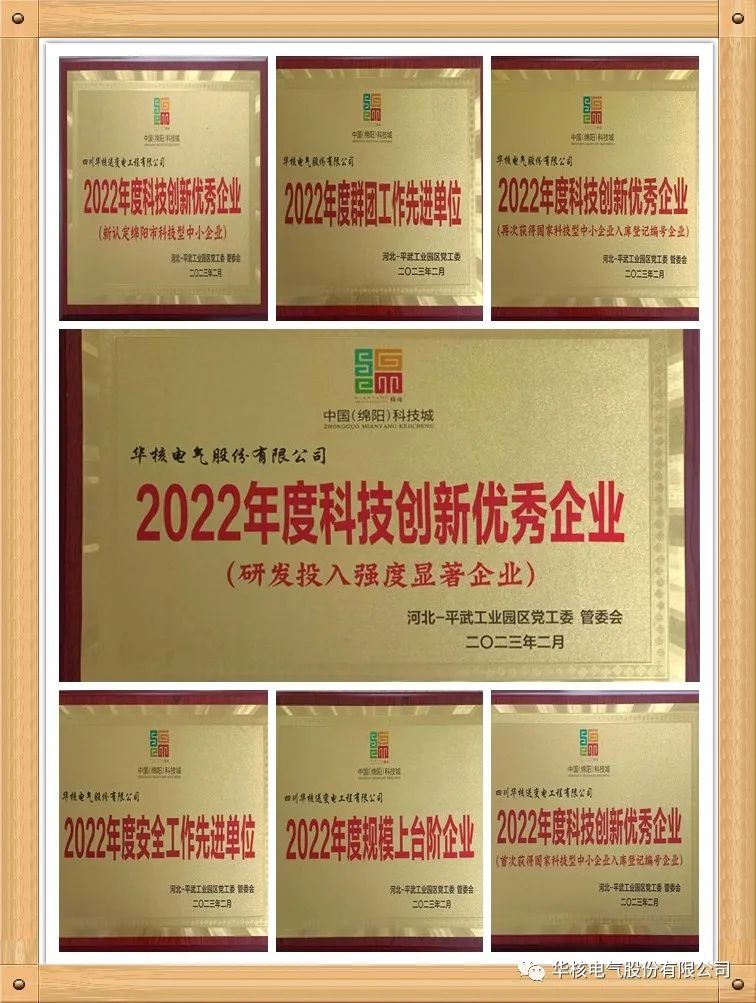 中国(绵阳)科技城
四川华核送变电工程有限公司
2022年度科技创新优秀企业
(新认定绵阳市科技型中小企业)
河北-平武工业园区党工委 管委会
二〇二三年二月
中国(绵阳)科技城
华核电气股份有限公司
2022年度群团工作先进单位
河北-平武工业园区党工委
二〇二三年二月
中国(绵阳)科技城
华核电气股份有限公司
2022年度科技创新优秀企业
(再次获得国家科技型中小企业入库登记编号企业)
河北-平武工业园区党工委 管委会
二〇二三年二月
中国(绵阳)科技城
ZHONGGUO MIANYANG KEJICHENG
华核电气股份有限公司
2022年度科技创新优秀企业
(研发投入强度显著企业)
河北-平武工业园区党工委 管委会
二〇二三年二月
中国(绵阳)科技城
华核电气股份有限公司
2022年度安全工作先进单位
河北-平武工业园区党工委 管委会
二〇二三年二月
中国(绵阳)科技城
四川华核送变电工程有限公司
2022年度规模上台阶企业
河北-平武工业园区党工委 管委会
二〇二三年二月
中国(绵阳)科技城
四川华核送变电工程有限公司
2022年度科技创新优秀企业
(首次获得国家科技型中小企业入库登记编号企业)
河北-平武工业园区党工委 管委会
二〇二三年二月
华核电气股份有限公司